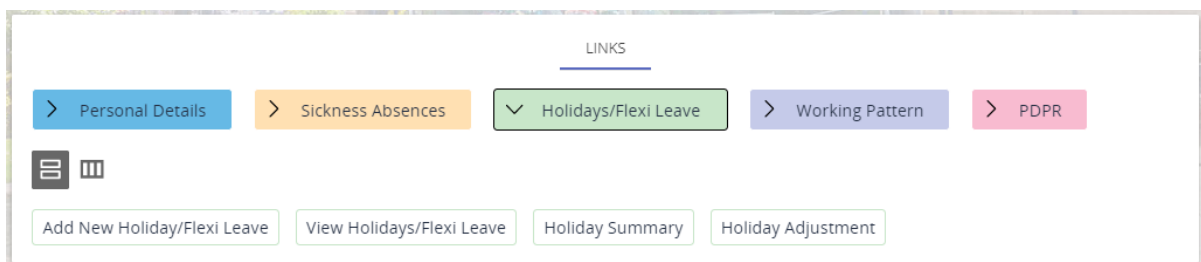 LINKS
Personal Details Sickness Absences Holidays/Flexi Leave Working Pattern PDPR
Add New Holiday/Flexi Leave View Holidays/Flexi Leave Holiday Summary Holiday Adjustment